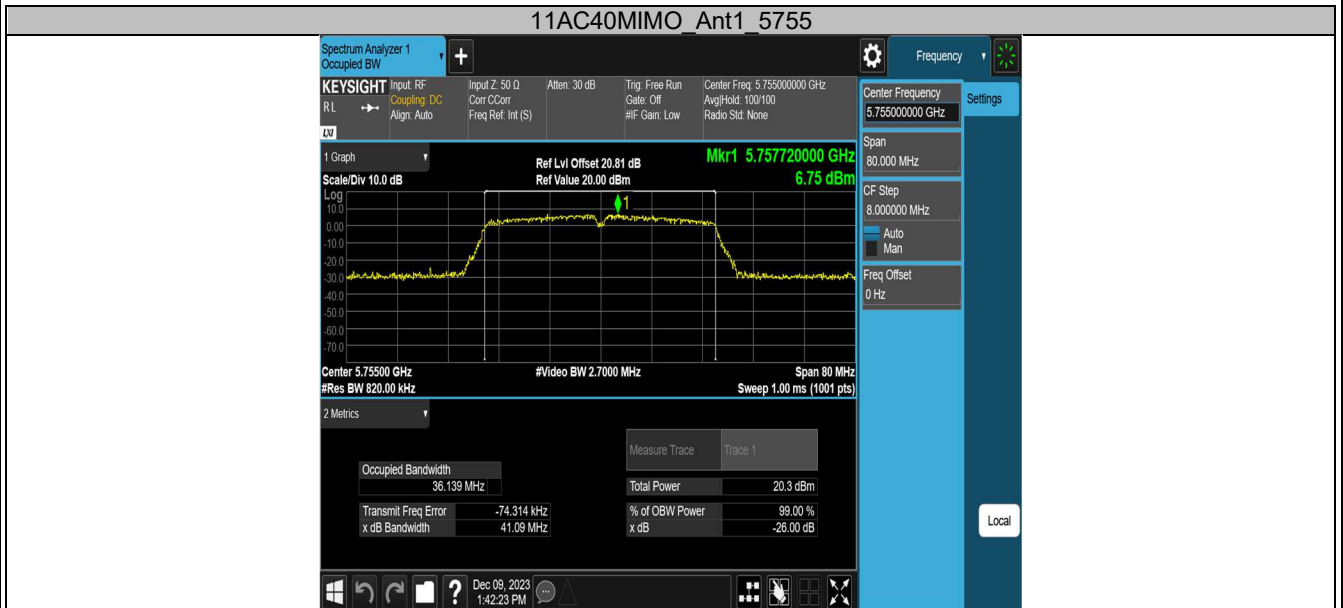 11AC40MIMO_Ant1_5755
Spectrum Analyzer 1
Occupied BW
+
Frequency
KEYSIGHT
RL
LXI
Input: RF
Coupling: DC
Align: Auto
Input Z: 50 Ω
Corr CCorr
Freq Ref: Int (S)
Atten: 30 dB
Trig: Free Run
Gate: Off
#IF Gain: Low
Center Freq: 5.755000000 GHz
Avg|Hold: 100/100
Radio Std: None
Center Frequency
5.755000000 GHz
Settings
Span
80.000 MHz
CF Step
8.000000 MHz
Auto
Man
Freq Offset
0 Hz
1 Graph
Scale/Div 10.0 dB
Ref Lvl Offset 20.81 dB
Ref Value 20.00 dBm
Mkr1 5.757720000 GHz
6.75 dBm
Log
10.0
0.00
-10.0
-20.0
-30.0
-40.0
-50.0
-60.0
-70.0
1
Center 5.75500 GHz
#Video BW 2.7000 MHz
Span 80 MHz
#Res BW 820.00 kHz
Sweep 1.00 ms (1001 pts)
2 Metrics
Measure Trace
Trace 1
Occupied Bandwidth
36.139 MHz
Total Power 20.3 dBm
Transmit Freq Error -74.314 kHz
% of OBW Power 99.00 %
x dB Bandwidth 41.09 MHz
x dB -26.00 dB
Local
?
Dec 09, 2023
1:42:23 PM